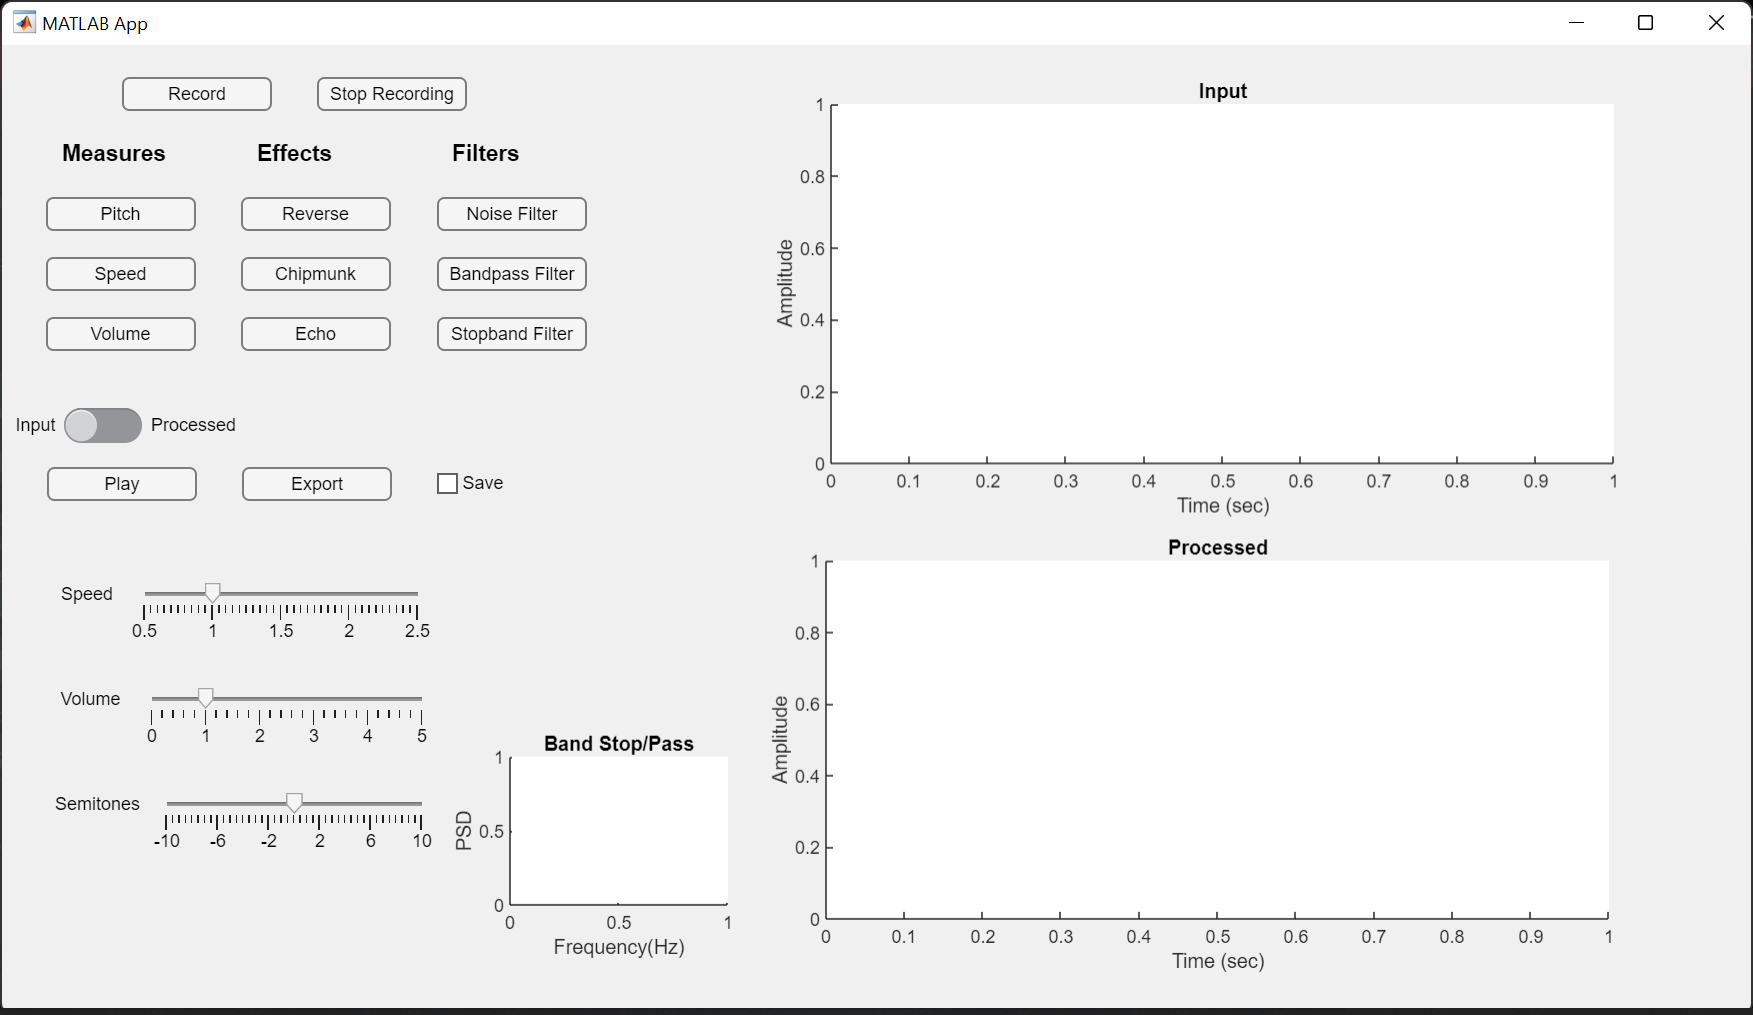 MATLAB App
Record Stop Recording
Measures Effects Filters
Pitch Reverse Noise Filter
Speed Chipmunk Bandpass Filter
Volume Echo Stopband Filter
Input Processed
Play Export Save
Speed
0.5 1 1.5 2 2.5
Volume
0 1 2 3 4 5
Semitones
-10 -6 -2 2 6 10
Band Stop/Pass
PSD
1
0.5
0
0 0.5 1
Frequency(Hz)
Input
Amplitude
1
0.8
0.6
0.4
0.2
0
0 0.1 0.2 0.3 0.4 0.5 0.6 0.7 0.8 0.9 1
Time (sec)
Processed
Amplitude
1
0.8
0.6
0.4
0.2
0
0 0.1 0.2 0.3 0.4 0.5 0.6 0.7 0.8 0.9 1
Time (sec)